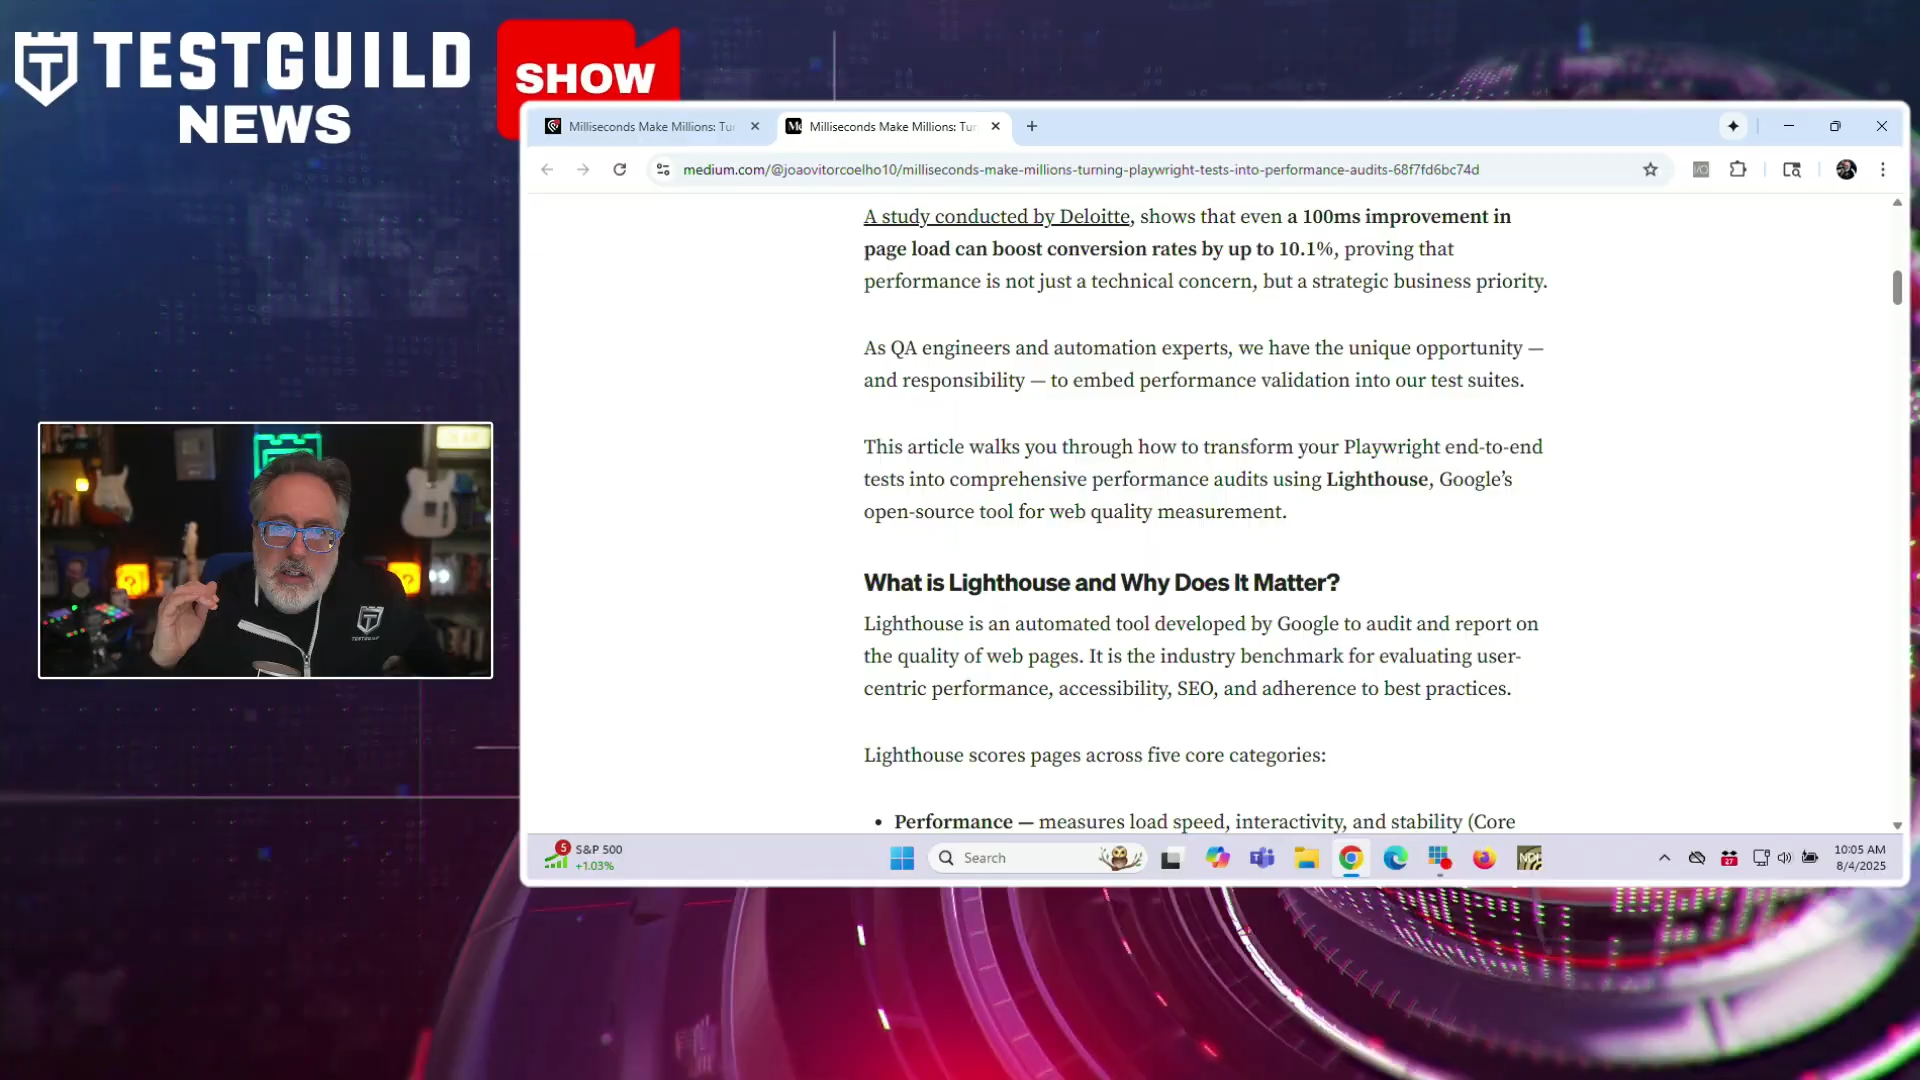 TESTGUILD
NEWS
SHOW
Milliseconds Make Millions: Tur
Milliseconds Make Millions: Tur
medium.com/@joaovitorcoelho10/milliseconds-make-millions-turning-playwright-tests-into-performance-audits-68f7fd6bc74d
A study conducted by Deloitte, shows that even a 100ms improvement in
page load can boost conversion rates by up to 10.1%, proving that
performance is not just a technical concern, but a strategic business priority.
As QA engineers and automation experts, we have the unique opportunity —
and responsibility — to embed performance validation into our test suites.
This article walks you through how to transform your Playwright end-to-end
tests into comprehensive performance audits using Lighthouse, Google’s
open-source tool for web quality measurement.
What is Lighthouse and Why Does It Matter?
Lighthouse is an automated tool developed by Google to audit and report on
the quality of web pages. It is the industry benchmark for evaluating user-
centric performance, accessibility, SEO, and adherence to best practices.
Lighthouse scores pages across five core categories:
• Performance — measures load speed, interactivity, and stability (Core
5
S&P 500
+1.03%
Search
27
10:05 AM
8/4/2025
TESTGUILD